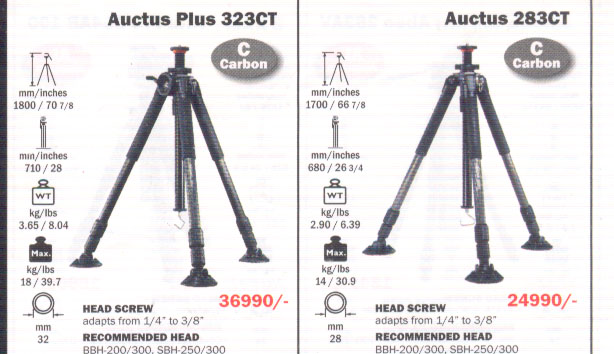 Auctus Plus 323CT
C
Carbon
mm/inches
1800 / 70 7/8
mm/inches
710 / 28
WT
kg/lbs
3.65 / 8.04
Max.
kg/lbs
18 / 39.7
mm
32
36990/-
HEAD SCREW
adapts from 1/4" to 3/8"
RECOMMENDED HEAD
BBH-200/300, SBH-250/300
Auctus 283CT
C
Carbon
mm/inches
1700 / 66 7/8
mm/inches
680 / 26 3/4
WT
kg/lbs
2.90 / 6.39
Max.
kg/lbs
14 / 30.9
mm
28
24990/-
HEAD SCREW
adapts from 1/4" to 3/8"
RECOMMENDED HEAD
BBH-200/300, SBH-250/300